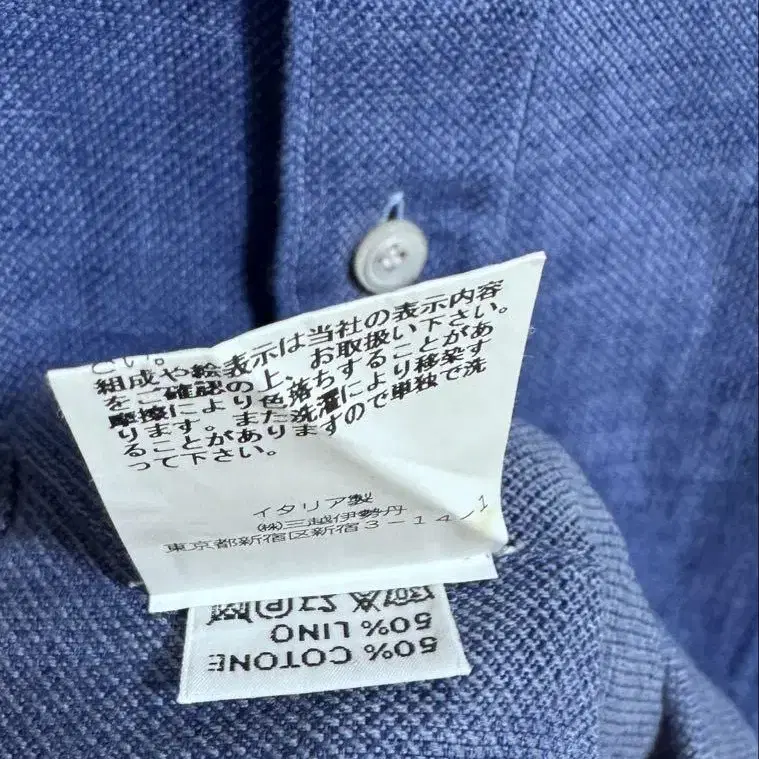 さい。
組成や絵表示は当社の表示内容
をご確認の上、お取扱い下さい。
摩擦により色落ちすることがあ
ります。また洗濯により移染す
ることがありますので単独で洗
って下さい。
イタリア製
㈱三越伊勢丹
東京都新宿区新宿3-14-1
50% COTONE
50% LINO